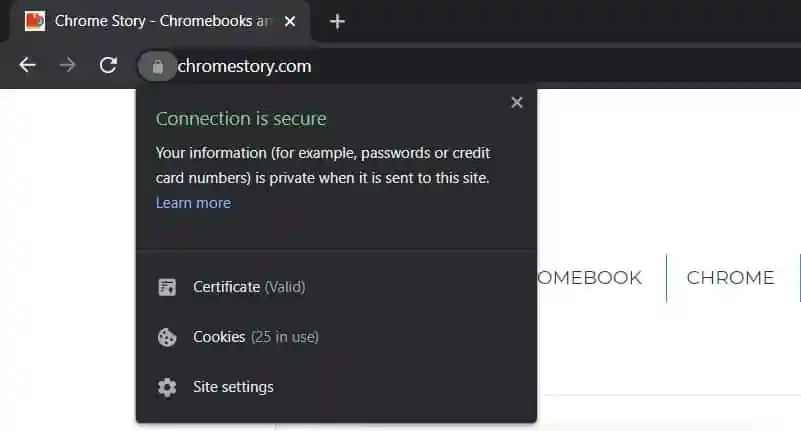 Chrome Story - Chromebooks an
chromestory.com
Connection is secure
Your information (for example, passwords or credit
card numbers) is private when it is sent to this site.
Learn more
Certificate (Valid)
Cookies (25 in use)
Site settings
OMEBOOK
CHROME